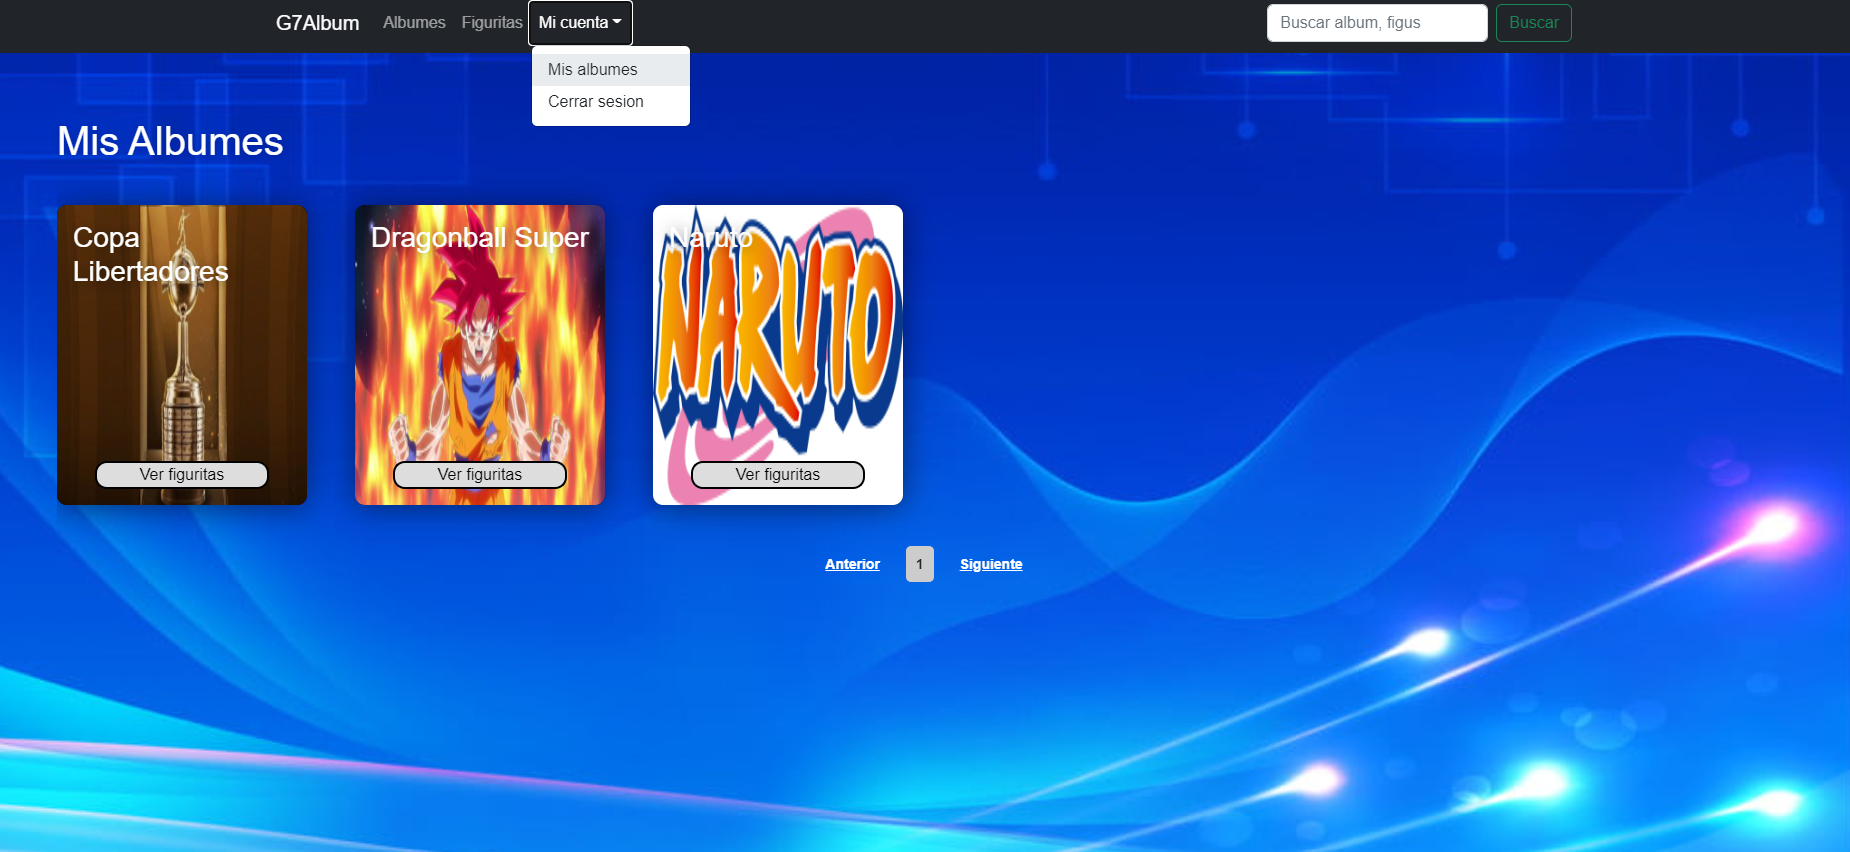 G7Album Albumes Figuritas Mi cuenta Buscar album, figus Buscar
Mis albumes
Cerrar sesion
Mis Albumes
Copa
Libertadores
Dragonball Super
Naruto
NARUTO
Ver figuritas Ver figuritas Ver figuritas
Anterior 1 Siguiente